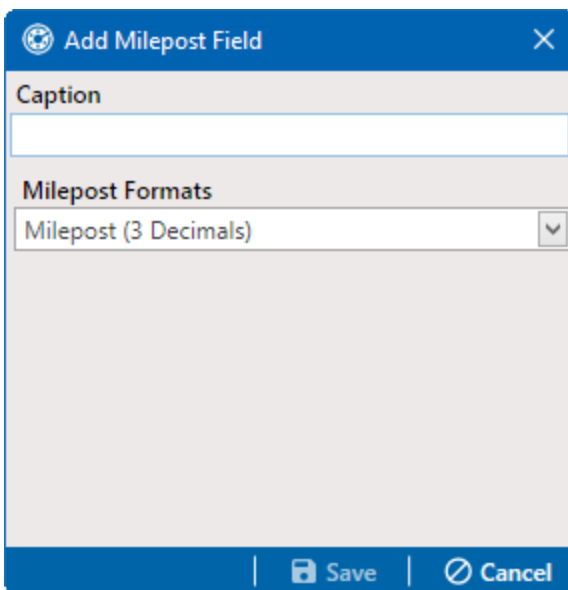 Add Milepost Field
Caption
Milepost Formats
Milepost (3 Decimals)
Save
Cancel